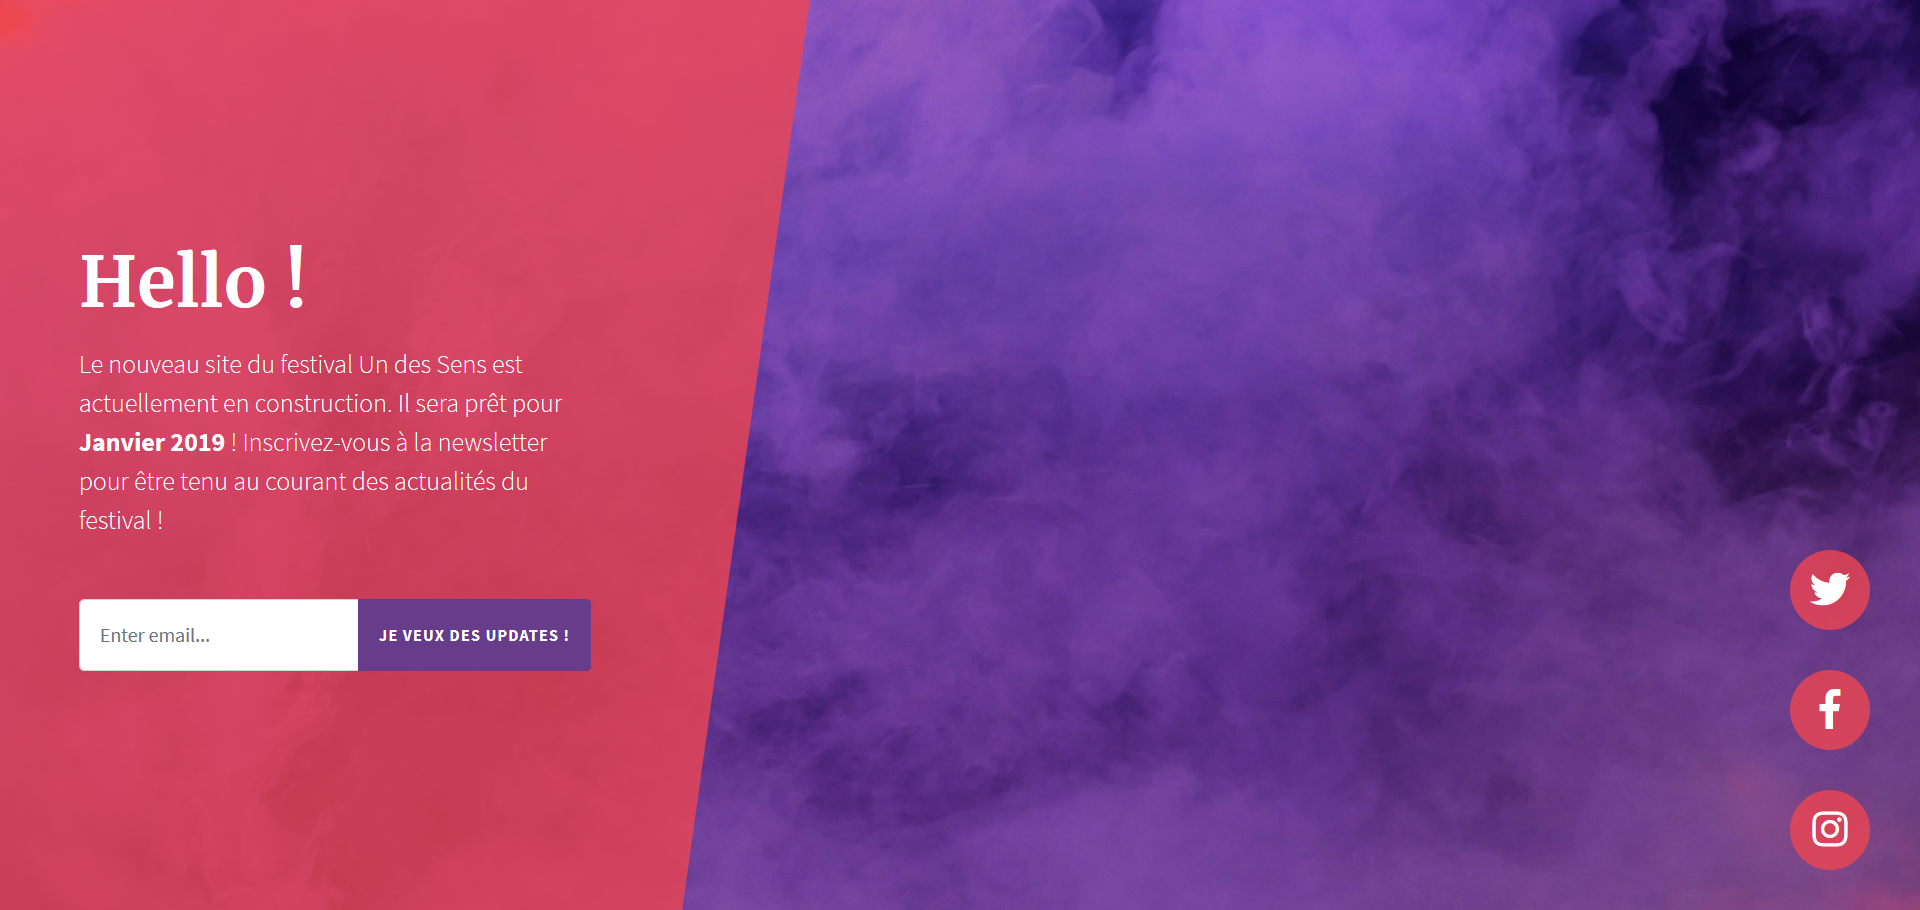 Hello !
Le nouveau site du festival Un des Sens est
actuellement en construction. Il sera prêt pour
Janvier 2019 ! Inscrivez-vous à la newsletter
pour être tenu au courant des actualités du
festival !
Enter email...
JE VEUX DES UPDATES !